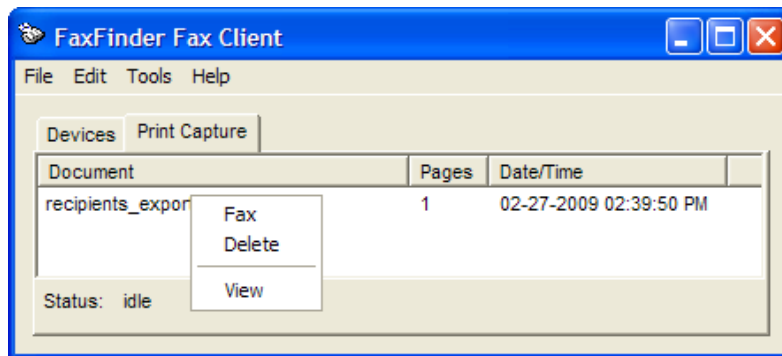 FaxFinder Fax Client
File Edit Tools Help
Devices Print Capture
Document Pages Date/Time
recipients_expor 1 02-27-2009 02:39:50 PM
Fax
Delete
View
Status: idle